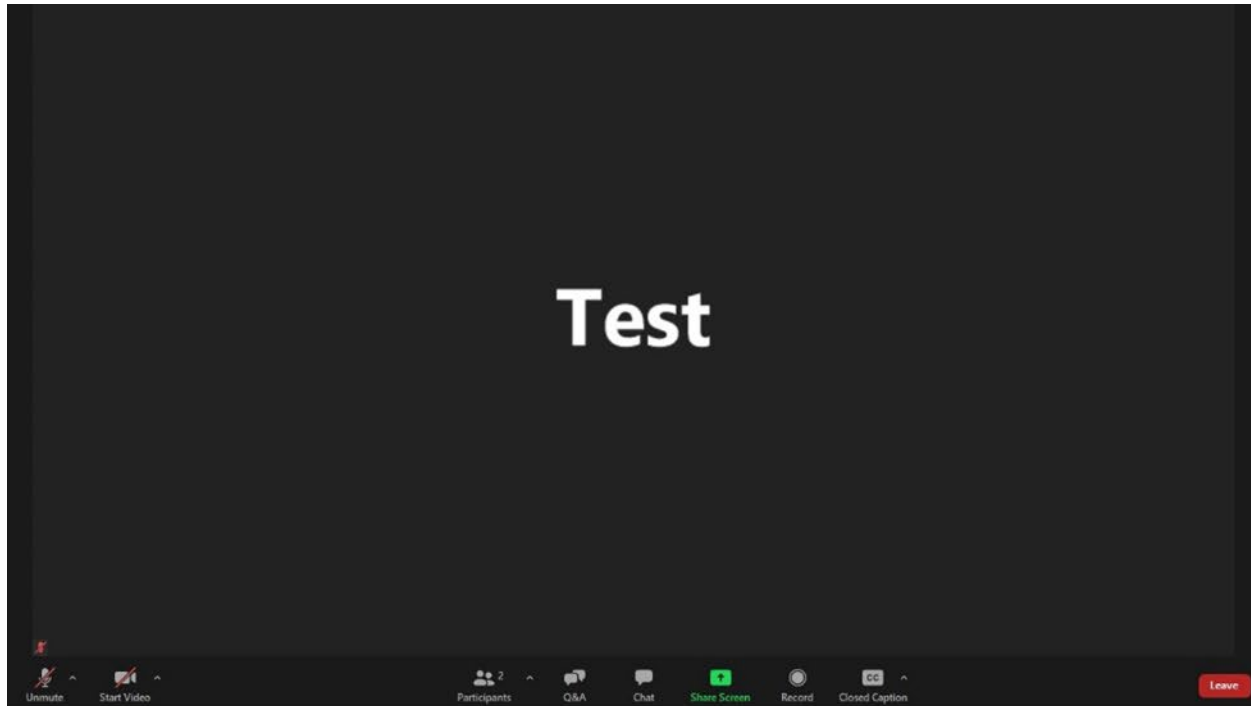 Test
Unmute
Start Video
2
Participants
Q&A
Chat
Share Screen
Record
CC
Closed Caption
Leave